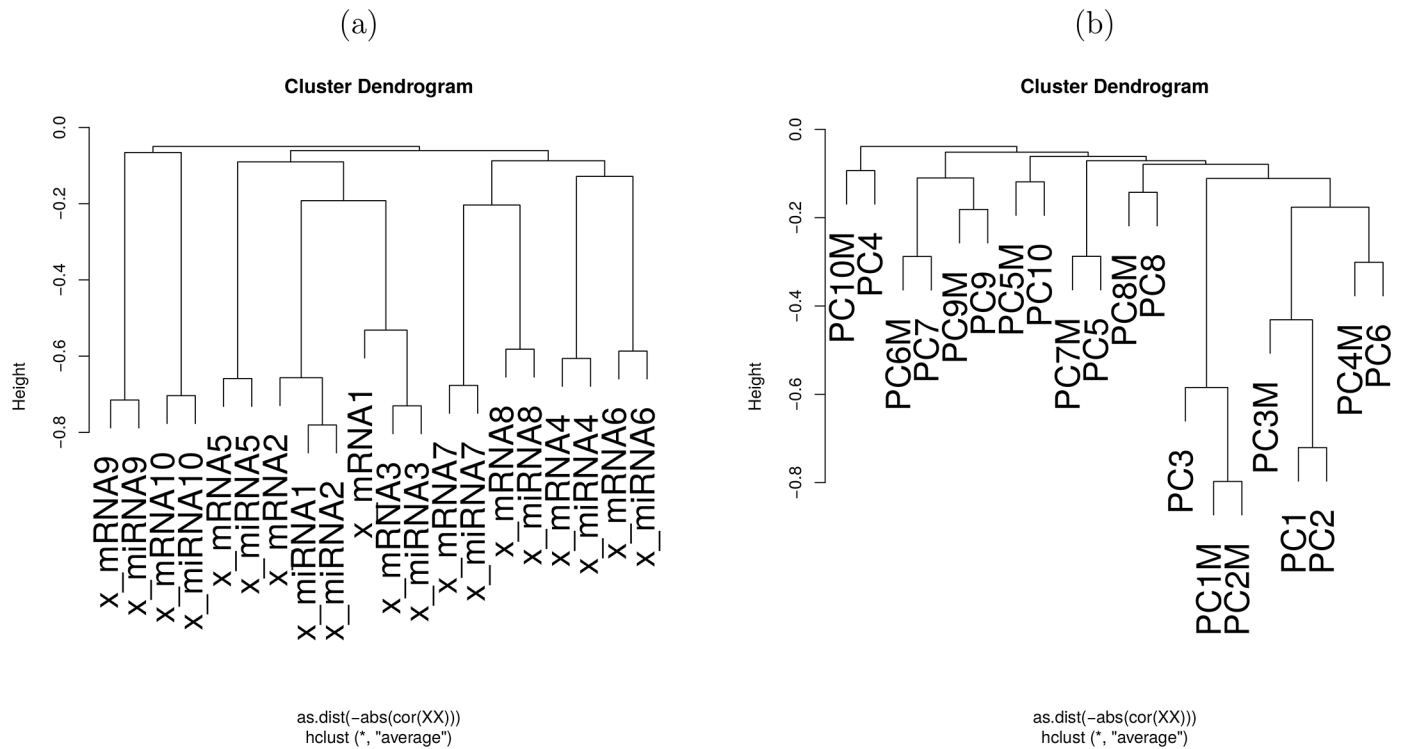 (a)
Cluster Dendrogram
Height
0.0
−0.2
−0.4
−0.6
−0.8
x_mRNA9
x_miRNA9
x_mRNA10
x_miRNA10
x_mRNA5
x_miRNA5
x_mRNA2
x_miRNA1
x_miRNA2
x_mRNA1
x_mRNA3
x_miRNA3
x_mRNA7
x_miRNA7
x_mRNA8
x_miRNA8
x_mRNA4
x_miRNA4
x_mRNA6
x_miRNA6
as.dist(−abs(cor(XX)))
hclust (*, "average")
(b)
Cluster Dendrogram
Height
0.0
−0.2
−0.4
−0.6
−0.8
PC10M
PC4
PC6M
PC7
PC9M
PC9
PC5M
PC10
PC7M
PC5
PC8M
PC8
PC3
PC1M
PC2M
PC3M
PC1
PC2
PC4M
PC6
as.dist(−abs(cor(XX)))
hclust (*, "average")